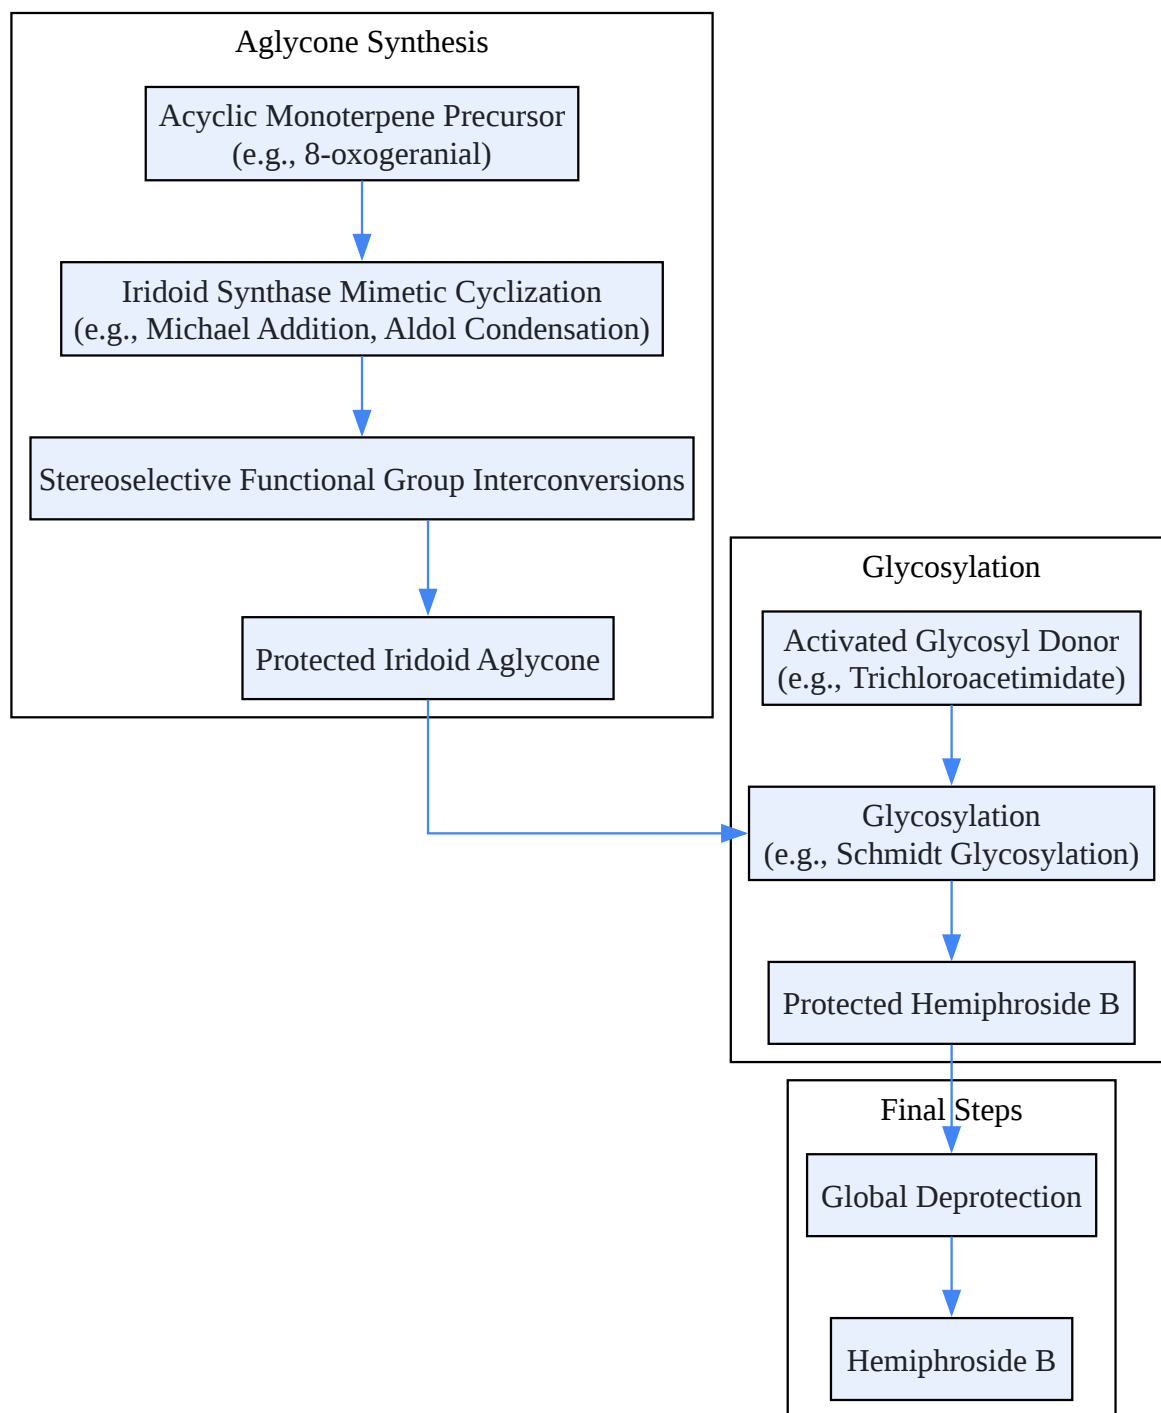 Aglycone Synthesis
Acyclic Monoterpene Precursor
(e.g., 8-oxogeranial)
Iridoid Synthase Mimetic Cyclization
(e.g., Michael Addition, Aldol Condensation)
Stereoselective Functional Group Interconversions
Protected Iridoid Aglycone
Glycosylation
Activated Glycosyl Donor
(e.g., Trichloroacetimidate)
Glycosylation
(e.g., Schmidt Glycosylation)
Protected Hemiphroside B
Final Steps
Global Deprotection
Hemiphroside B